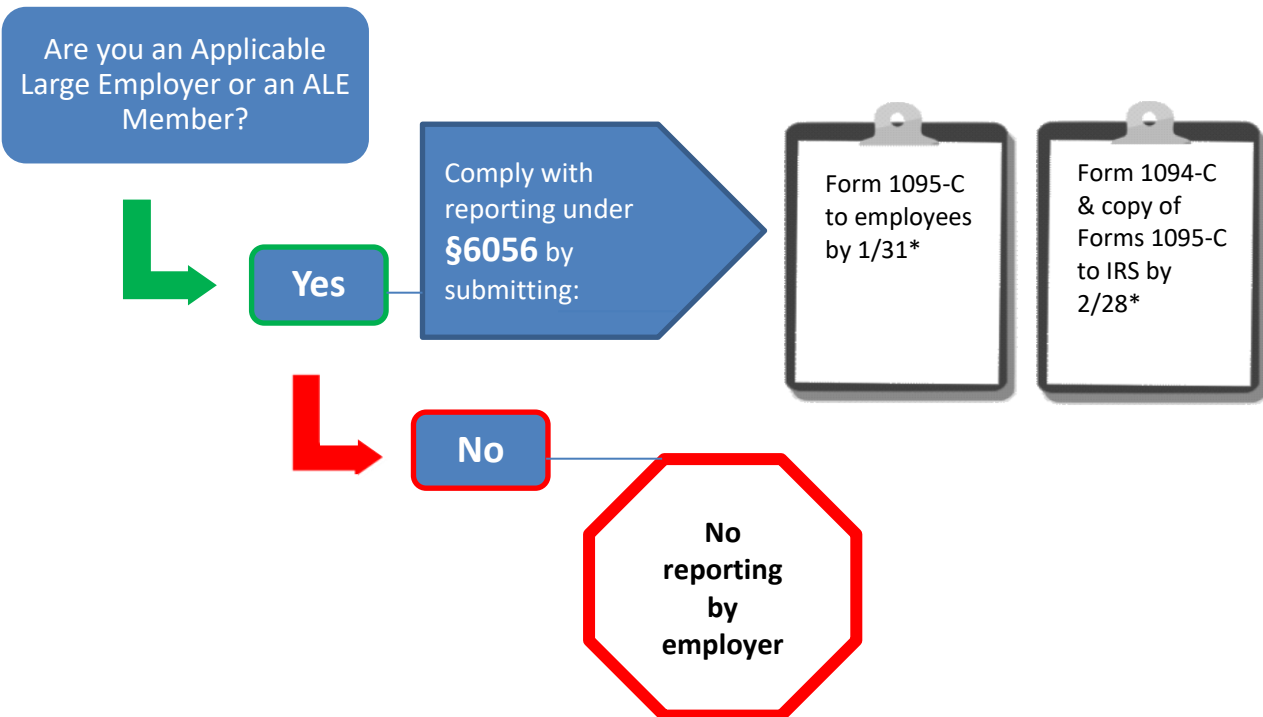 Are you an Applicable
Large Employer or an ALE
Member?
Yes
Comply with
reporting under
§6056 by
submitting:
Form 1095-C
to employees
by 1/31*
Form 1094-C
& copy of
Forms 1095-C
to IRS by
2/28*
No
No
reporting
by
employer